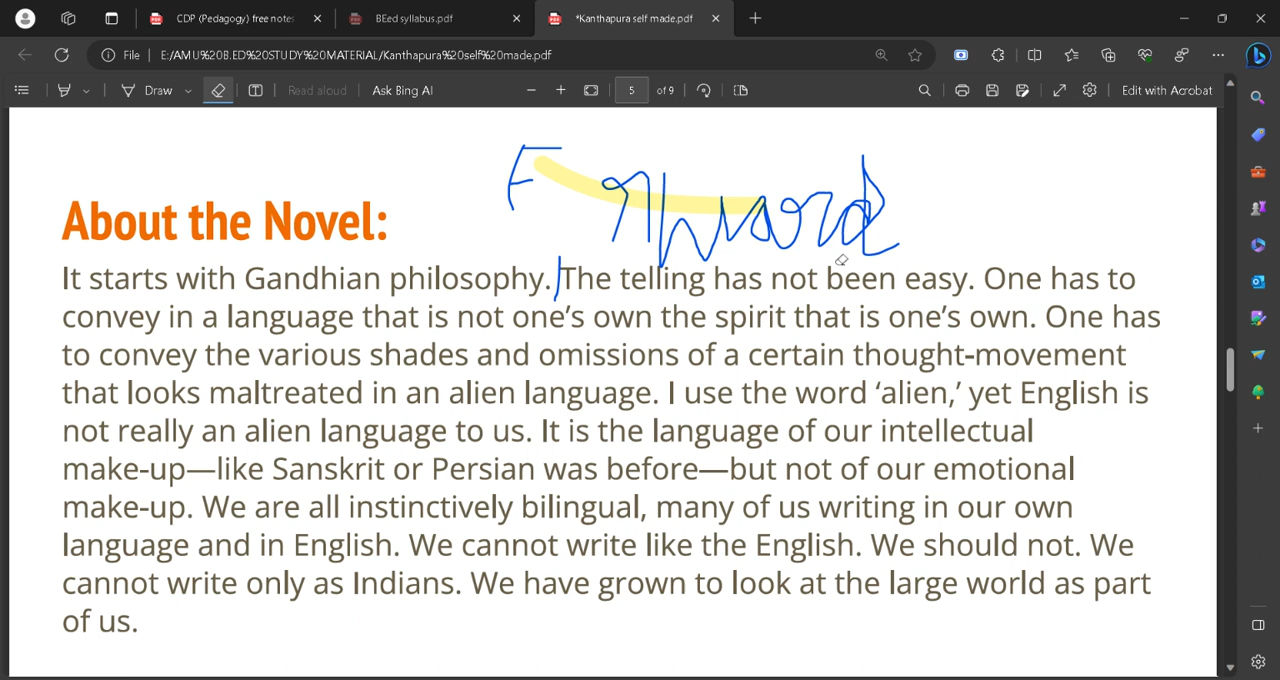 CDP (Pedagogy) free notes
BEed syllabus.pdf
*Kanthapura self made.pdf
File
E:/AMU%20B.ED%20STUDY%20MATERIAL/Kanthapura%20self%20made.pdf
Draw
Read aloud
Ask Bing AI
5 of 9
Edit with Acrobat
About the Novel:
It starts with Gandhian philosophy. The telling has not been easy. One has to
convey in a language that is not one’s own the spirit that is one’s own. One has
to convey the various shades and omissions of a certain thought-movement
that looks maltreated in an alien language. I use the word ‘alien,’ yet English is
not really an alien language to us. It is the language of our intellectual
make-up—like Sanskrit or Persian was before—but not of our emotional
make-up. We are all instinctively bilingual, many of us writing in our own
language and in English. We cannot write like the English. We should not. We
cannot write only as Indians. We have grown to look at the large world as part
of us.